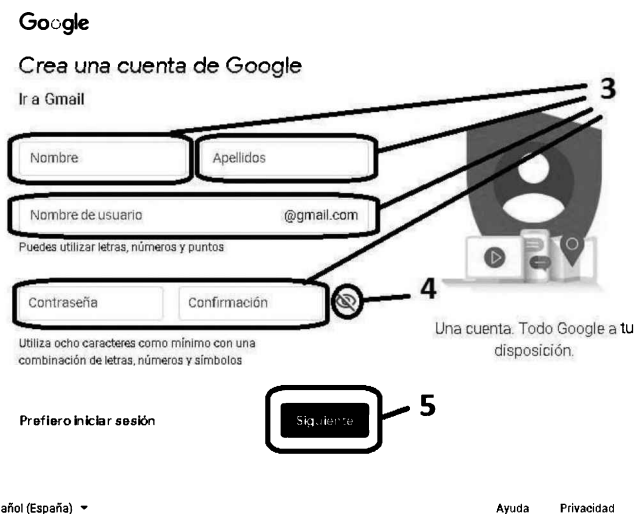 Google
Crea una cuenta de Google
Ir a Gmail
3
Nombre
Apellidos
Nombre de usuario @gmail.com
Puedes utilizar letras, números y puntos
Contraseña
Confirmación
4
Utiliza ocho caracteres como mínimo con una
combinación de letras, números y símbolos
Una cuenta. Todo Google a tu
disposición.
Prefiero iniciar sesión
Siguiente
5
añol (España)
Ayuda
Privacidad